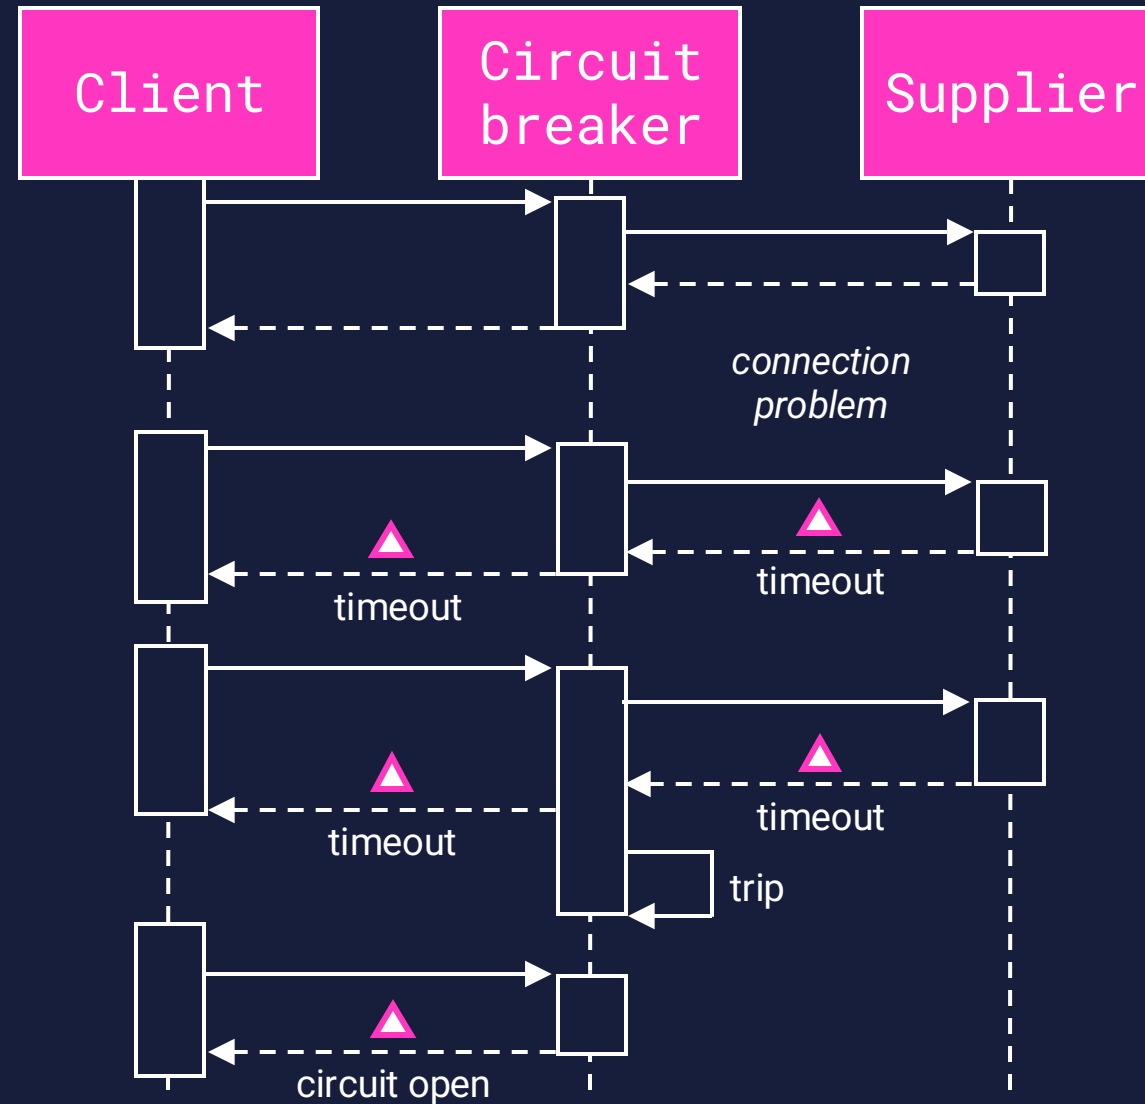 Client
Circuit
breaker
Supplier
connection
problem
timeout
timeout
timeout
timeout
trip
circuit open